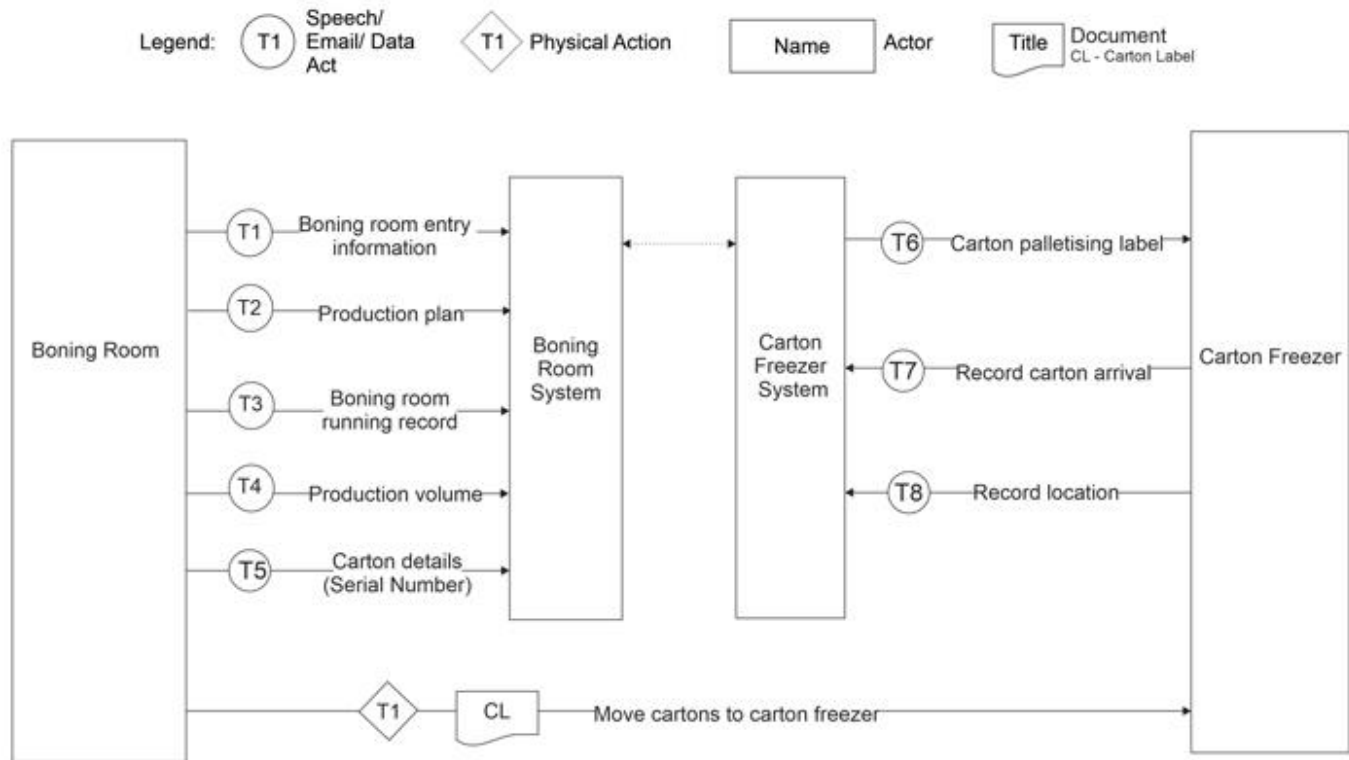 Legend:
T1
Speech/
Email/ Data
Act
T1
Physical Action
Name
Actor
Title
Document
CL - Carton Label
Boning Room
T1
Boning room entry
information
T2
Production plan
T3
Boning room
running record
T4
Production volume
T5
Carton details
(Serial Number)
Boning
Room
System
Carton
Freezer
System
T6
Carton palletising label
T7
Record carton arrival
T8
Record location
Carton Freezer
T1
CL
Move cartons to carton freezer